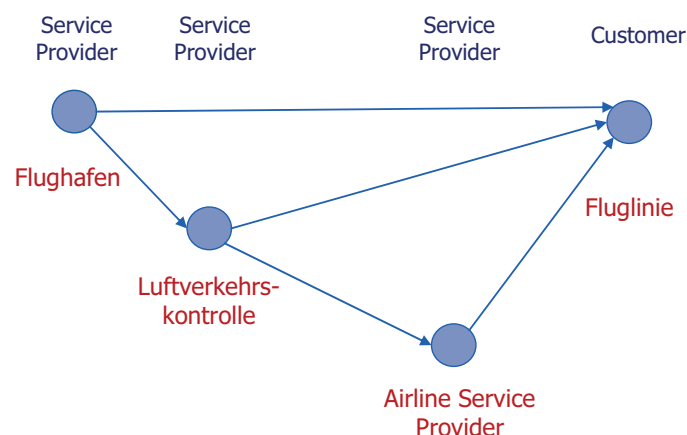 Service
Provider
Service
Provider
Service
Provider
Customer
Flughafen
Fluglinie
Luftverkehrs-
kontrolle
Airline Service
Provider